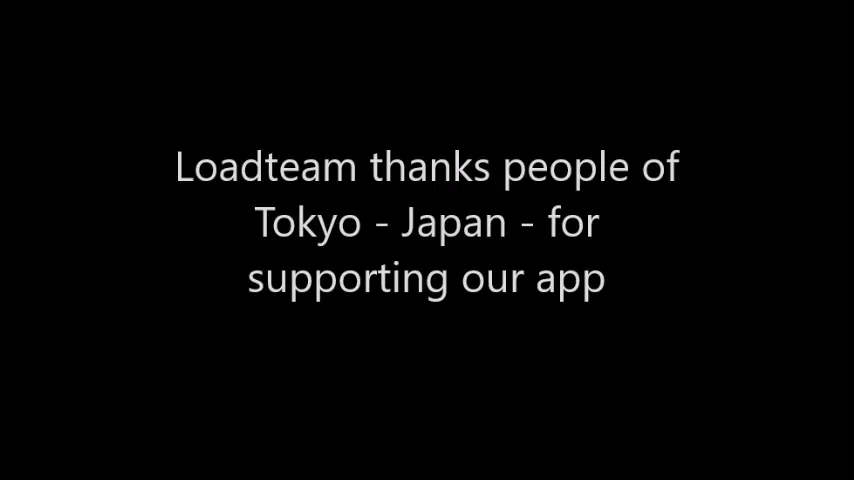 Loadteam thanks people of
Tokyo - Japan - for
supporting our app